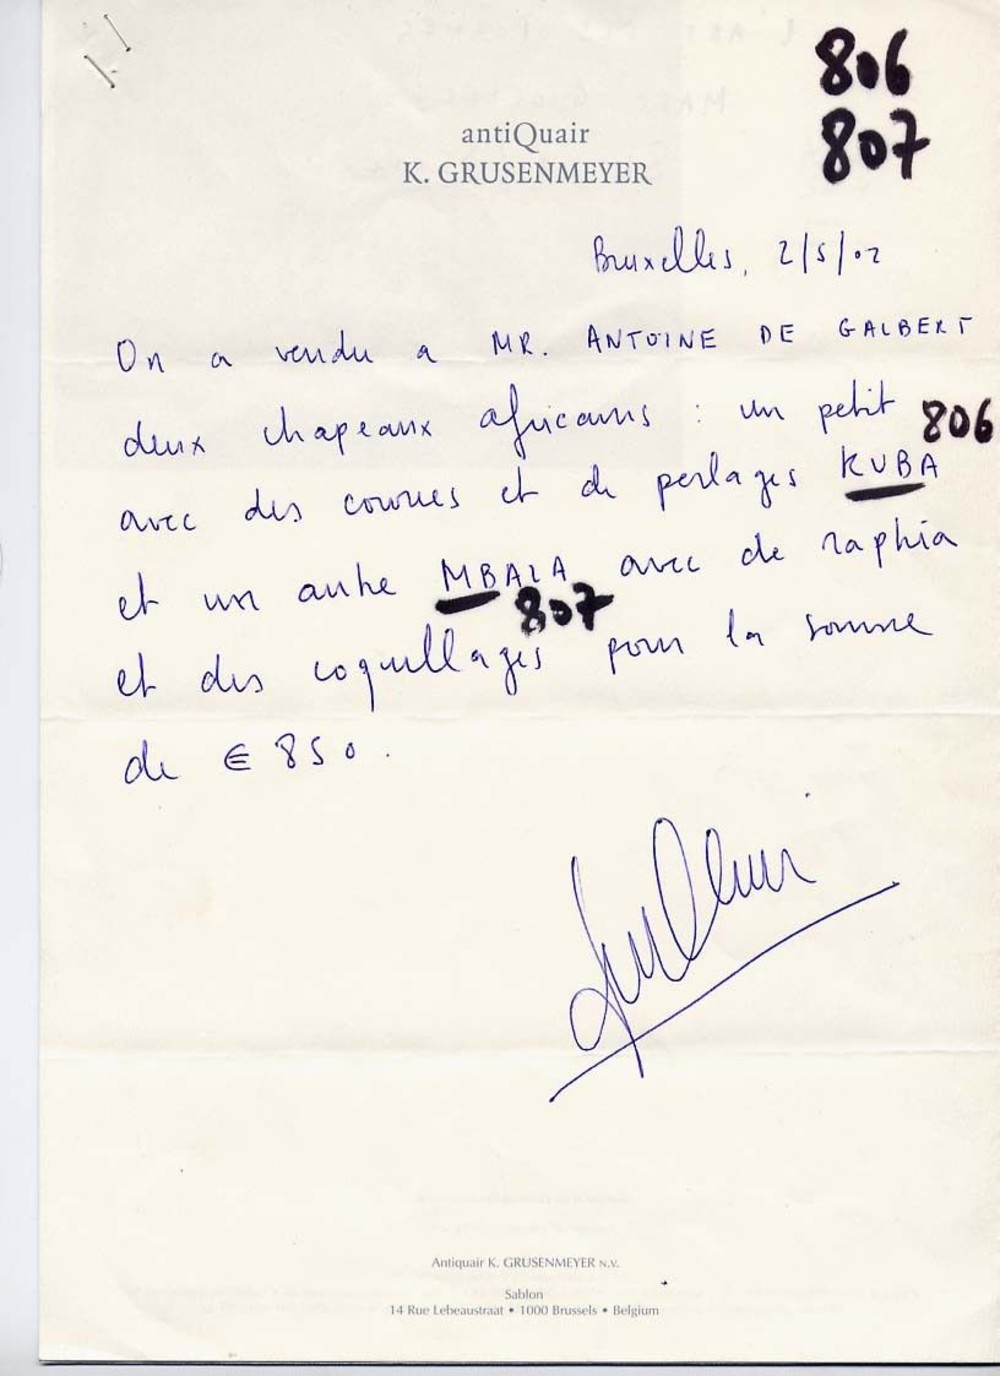 806
807
antiQuair
K. GRUSENMEYER
Bruxelles, 2/5/02
On a vendu a MR. ANTOINE DE GALBERT
deux chapeaux africains : un petit 806
avec des cowries et de perlages KUBA
et un autre MBALA avec de raphia
807
et des coquillages pour la somme
de € 850.
Antiquair K. GRUSENMEYER N.V.
Sablon
14 Rue Lebeaustraat • 1000 Brussels • Belgium